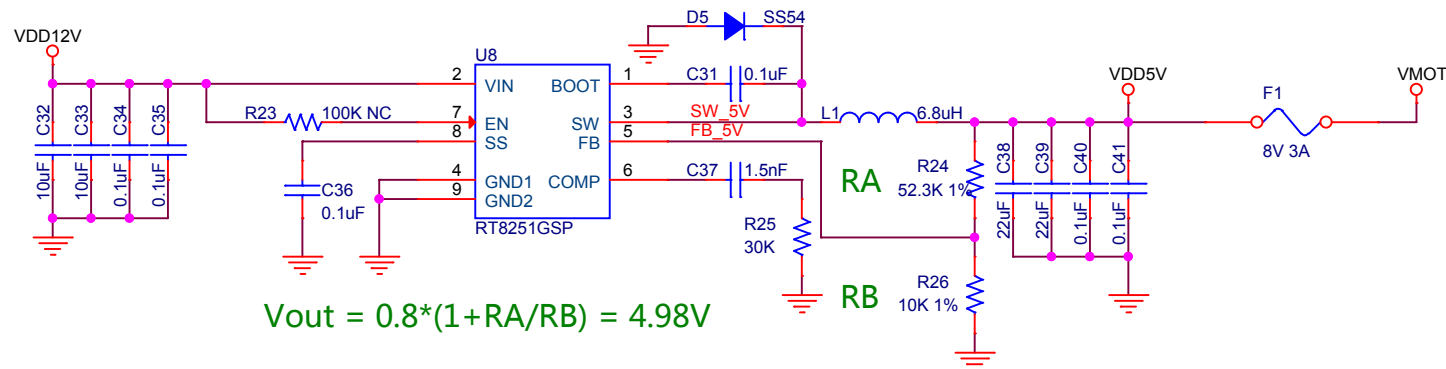 VDD12V
C32
10uF
C33
10uF
C34
0.1uF
C35
0.1uF
R23
100K NC
C36
0.1uF
U8
2
VIN
7
EN
8
SS
4
GND1
9
GND2
BOOT
1
SW
3
FB
5
COMP
6
RT8251GSP
D5
SS54
C31
0.1uF
SW_5V
FB_5V
L1
6.8uH
C37
1.5nF
R25
30K
RA
R24
52.3K 1%
RB
R26
10K 1%
C38
22uF
C39
22uF
C40
0.1uF
C41
0.1uF
VDD5V
F1
8V 3A
VMOT
Vout = 0.8*(1+RA/RB) = 4.98V